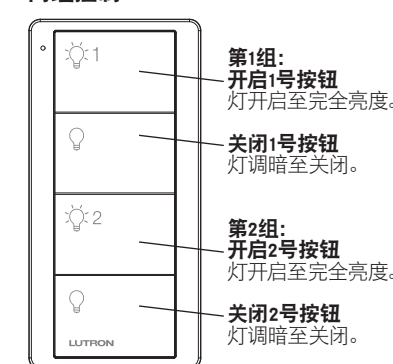 1
第1组:
开启1号按钮
灯开启至完全亮度。
关闭1号按钮
灯调暗至关闭。
2
第2组:
开启2号按钮
灯开启至完全亮度。
关闭2号按钮
灯调暗至关闭。
LUTRON